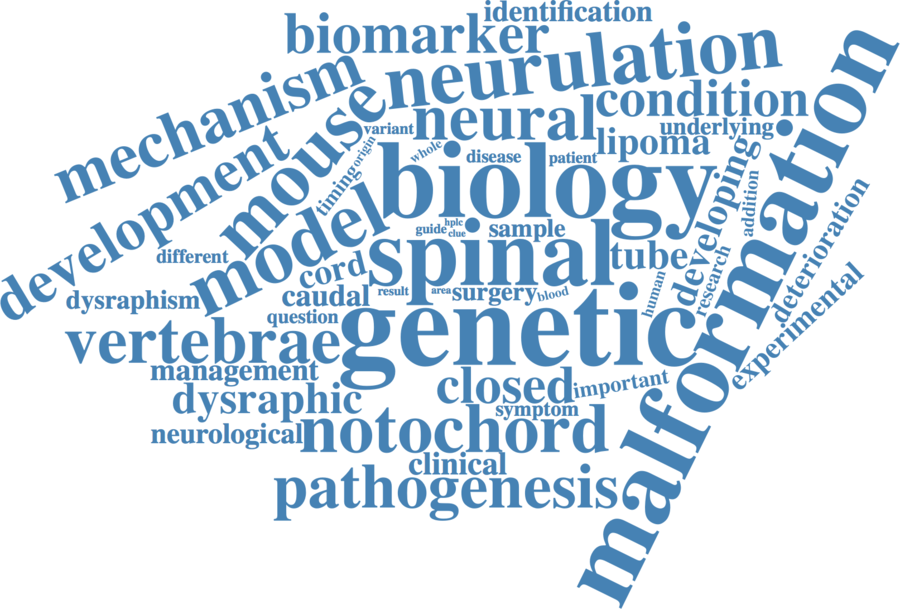 identification
biomarker
neurulation
mechanism
mouse
condition
malformation
neural
variant
underlying
lipoma
origin
whole
disease
patient
biology
development
timing
model
developing
addition
deterioration
hplc
guide
clue
sample
spinal
tube
different
cord
research
human
experimental
dysraphism
caudal
result
area
surgery
blood
question
genetic
vertebrae
management
closed
important
dysraphic
symptom
neurological
notochord
clinical
pathogenesis